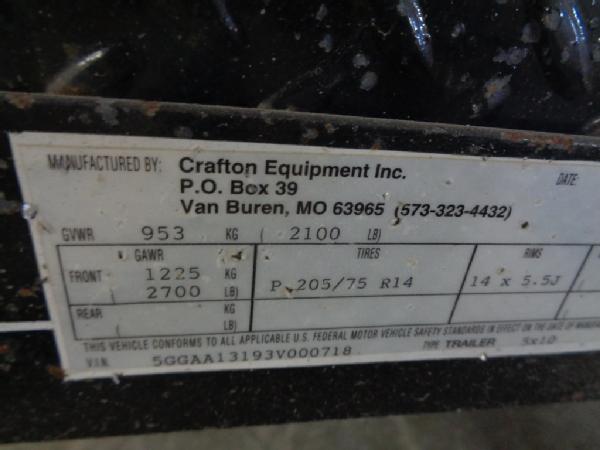 MANUFACTURED BY: Crafton Equipment Inc. DATE:
P.O. Box 39
Van Buren, MO 63965 (573-323-4432)
GVWR 953 KG ( 2100 LB)
GAWR TIRES RIMS
FRONT 1225 KG P 205/75 R14 14 x 5.5J
( 2700 LB)
REAR KG
( LB)
THIS VEHICLE CONFORMS TO ALL APPLICABLE U.S. FEDERAL MOTOR VEHICLE SAFETY STANDARDS IN EFFECT ON THE DATE OF MANUFA
V.I.N. 5GGAA13193V000718 TYPE TRAILER 5x10